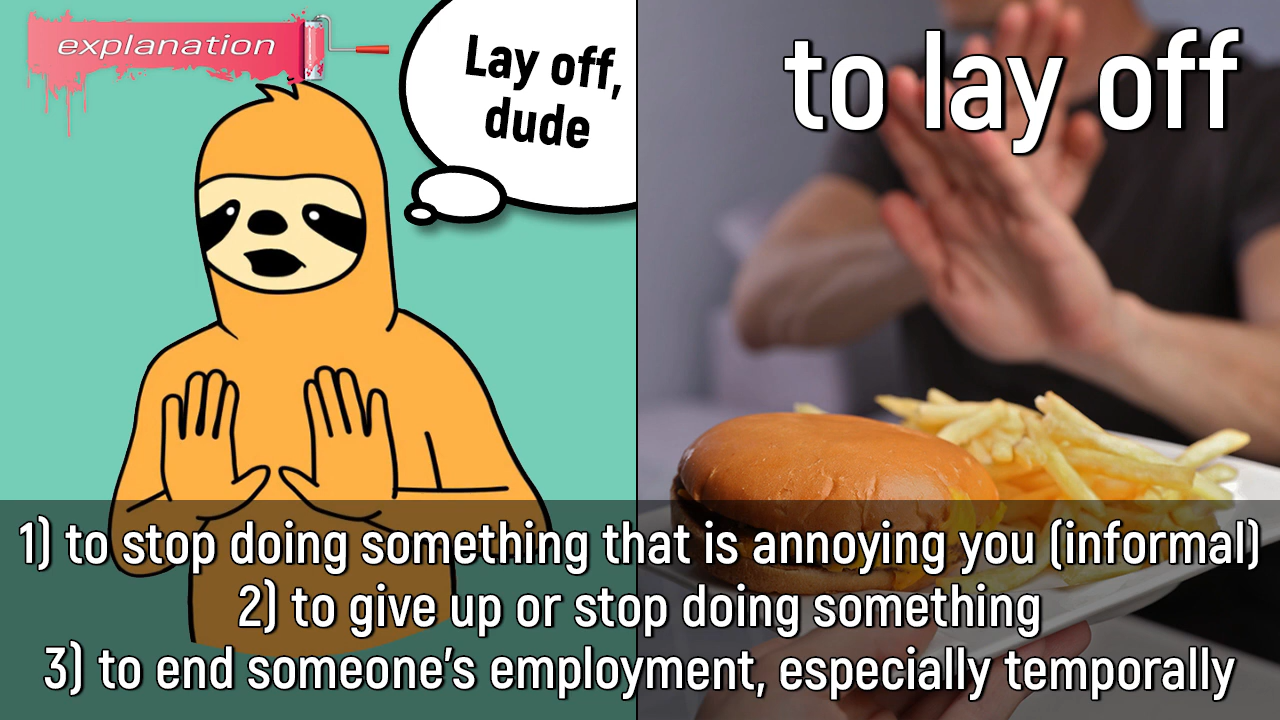 explanation
Lay off,
dude
to lay off
1) to stop doing something that is annoying you (informal)
2) to give up or stop doing something
3) to end someone's employment, especially temporally